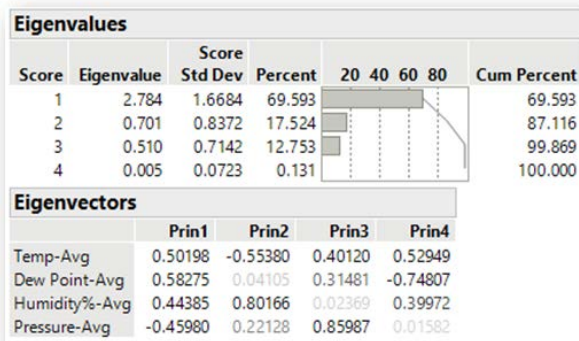 Eigenvalues
Score
Score Eigenvalue Std Dev Percent 20 40 60 80 Cum Percent
1 2.784 1.6684 69.593 69.593
2 0.701 0.8372 17.524 87.116
3 0.510 0.7142 12.753 99.869
4 0.005 0.0723 0.131 100.000
Eigenvectors
Prin1 Prin2 Prin3 Prin4
Temp-Avg 0.50198 -0.55380 0.40120 0.52949
Dew Point-Avg 0.58275 0.04105 0.31481 -0.74807
Humidity%-Avg 0.44385 0.80166 0.02369 0.39972
Pressure-Avg -0.45980 0.22128 0.85987 0.01582